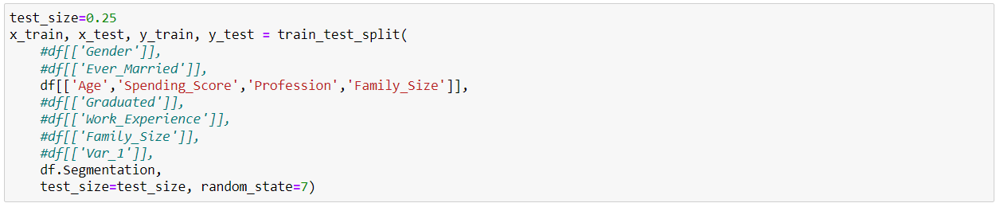 test_size=0.25
x_train, x_test, y_train, y_test = train_test_split(
    #df[['Gender']],
    #df[['Ever_Married']],
    df[['Age','Spending_Score','Profession','Family_Size']],
    #df[['Graduated']],
    #df[['Work_Experience']],
    #df[['Family_Size']],
    #df[['Var_1']],
    df.Segmentation,
    test_size=test_size, random_state=7)